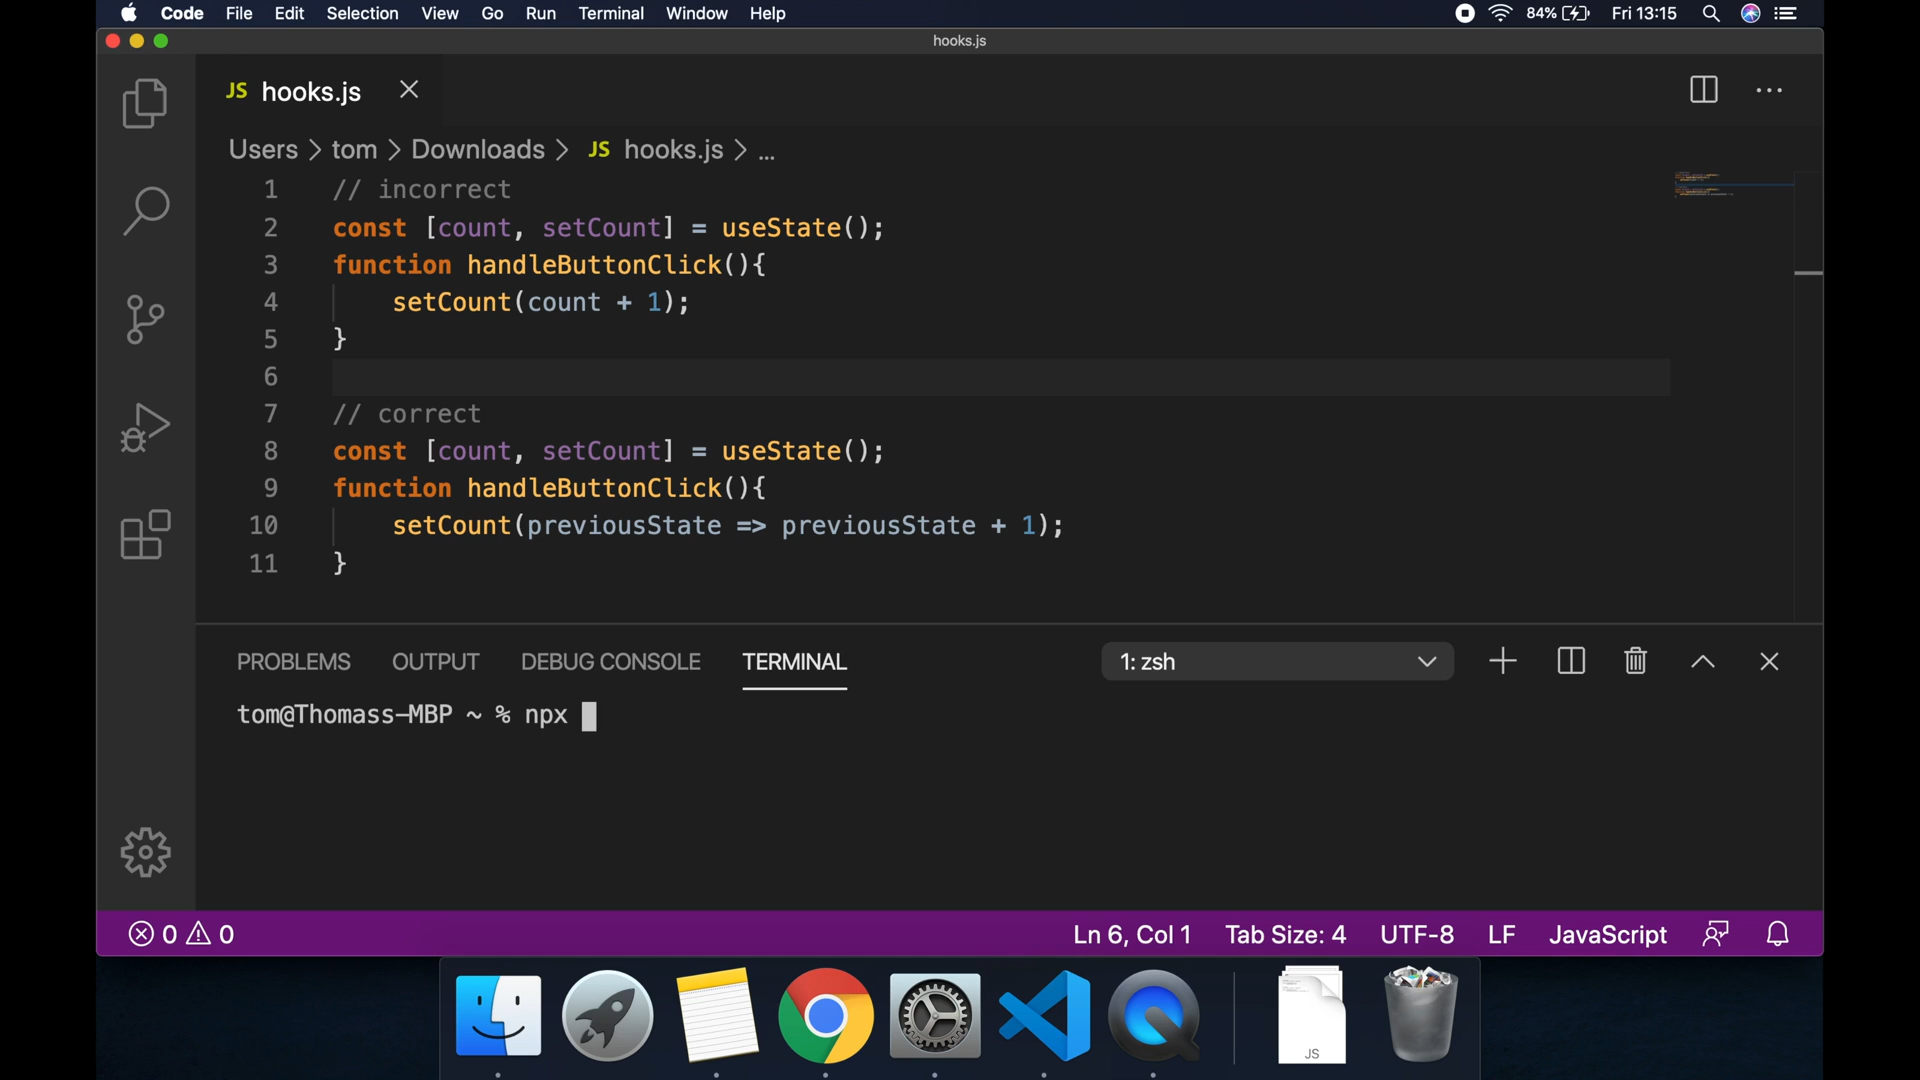 Code File Edit Selection View Go Run Terminal Window Help 84% Fri 13:15
hooks.js
JS hooks.js
Users > tom > Downloads > JS hooks.js > ...
1 // incorrect
2 const [count, setCount] = useState();
3 function handleButtonClick(){
4 setCount(count + 1);
5 }
6
7 // correct
8 const [count, setCount] = useState();
9 function handleButtonClick(){
10 setCount(previousState => previousState + 1);
11 }
PROBLEMS OUTPUT DEBUG CONSOLE TERMINAL 1: zsh
tom@Thomass-MBP ~ % npx
0 0 Ln 6, Col 1 Tab Size: 4 UTF-8 LF JavaScript
JS